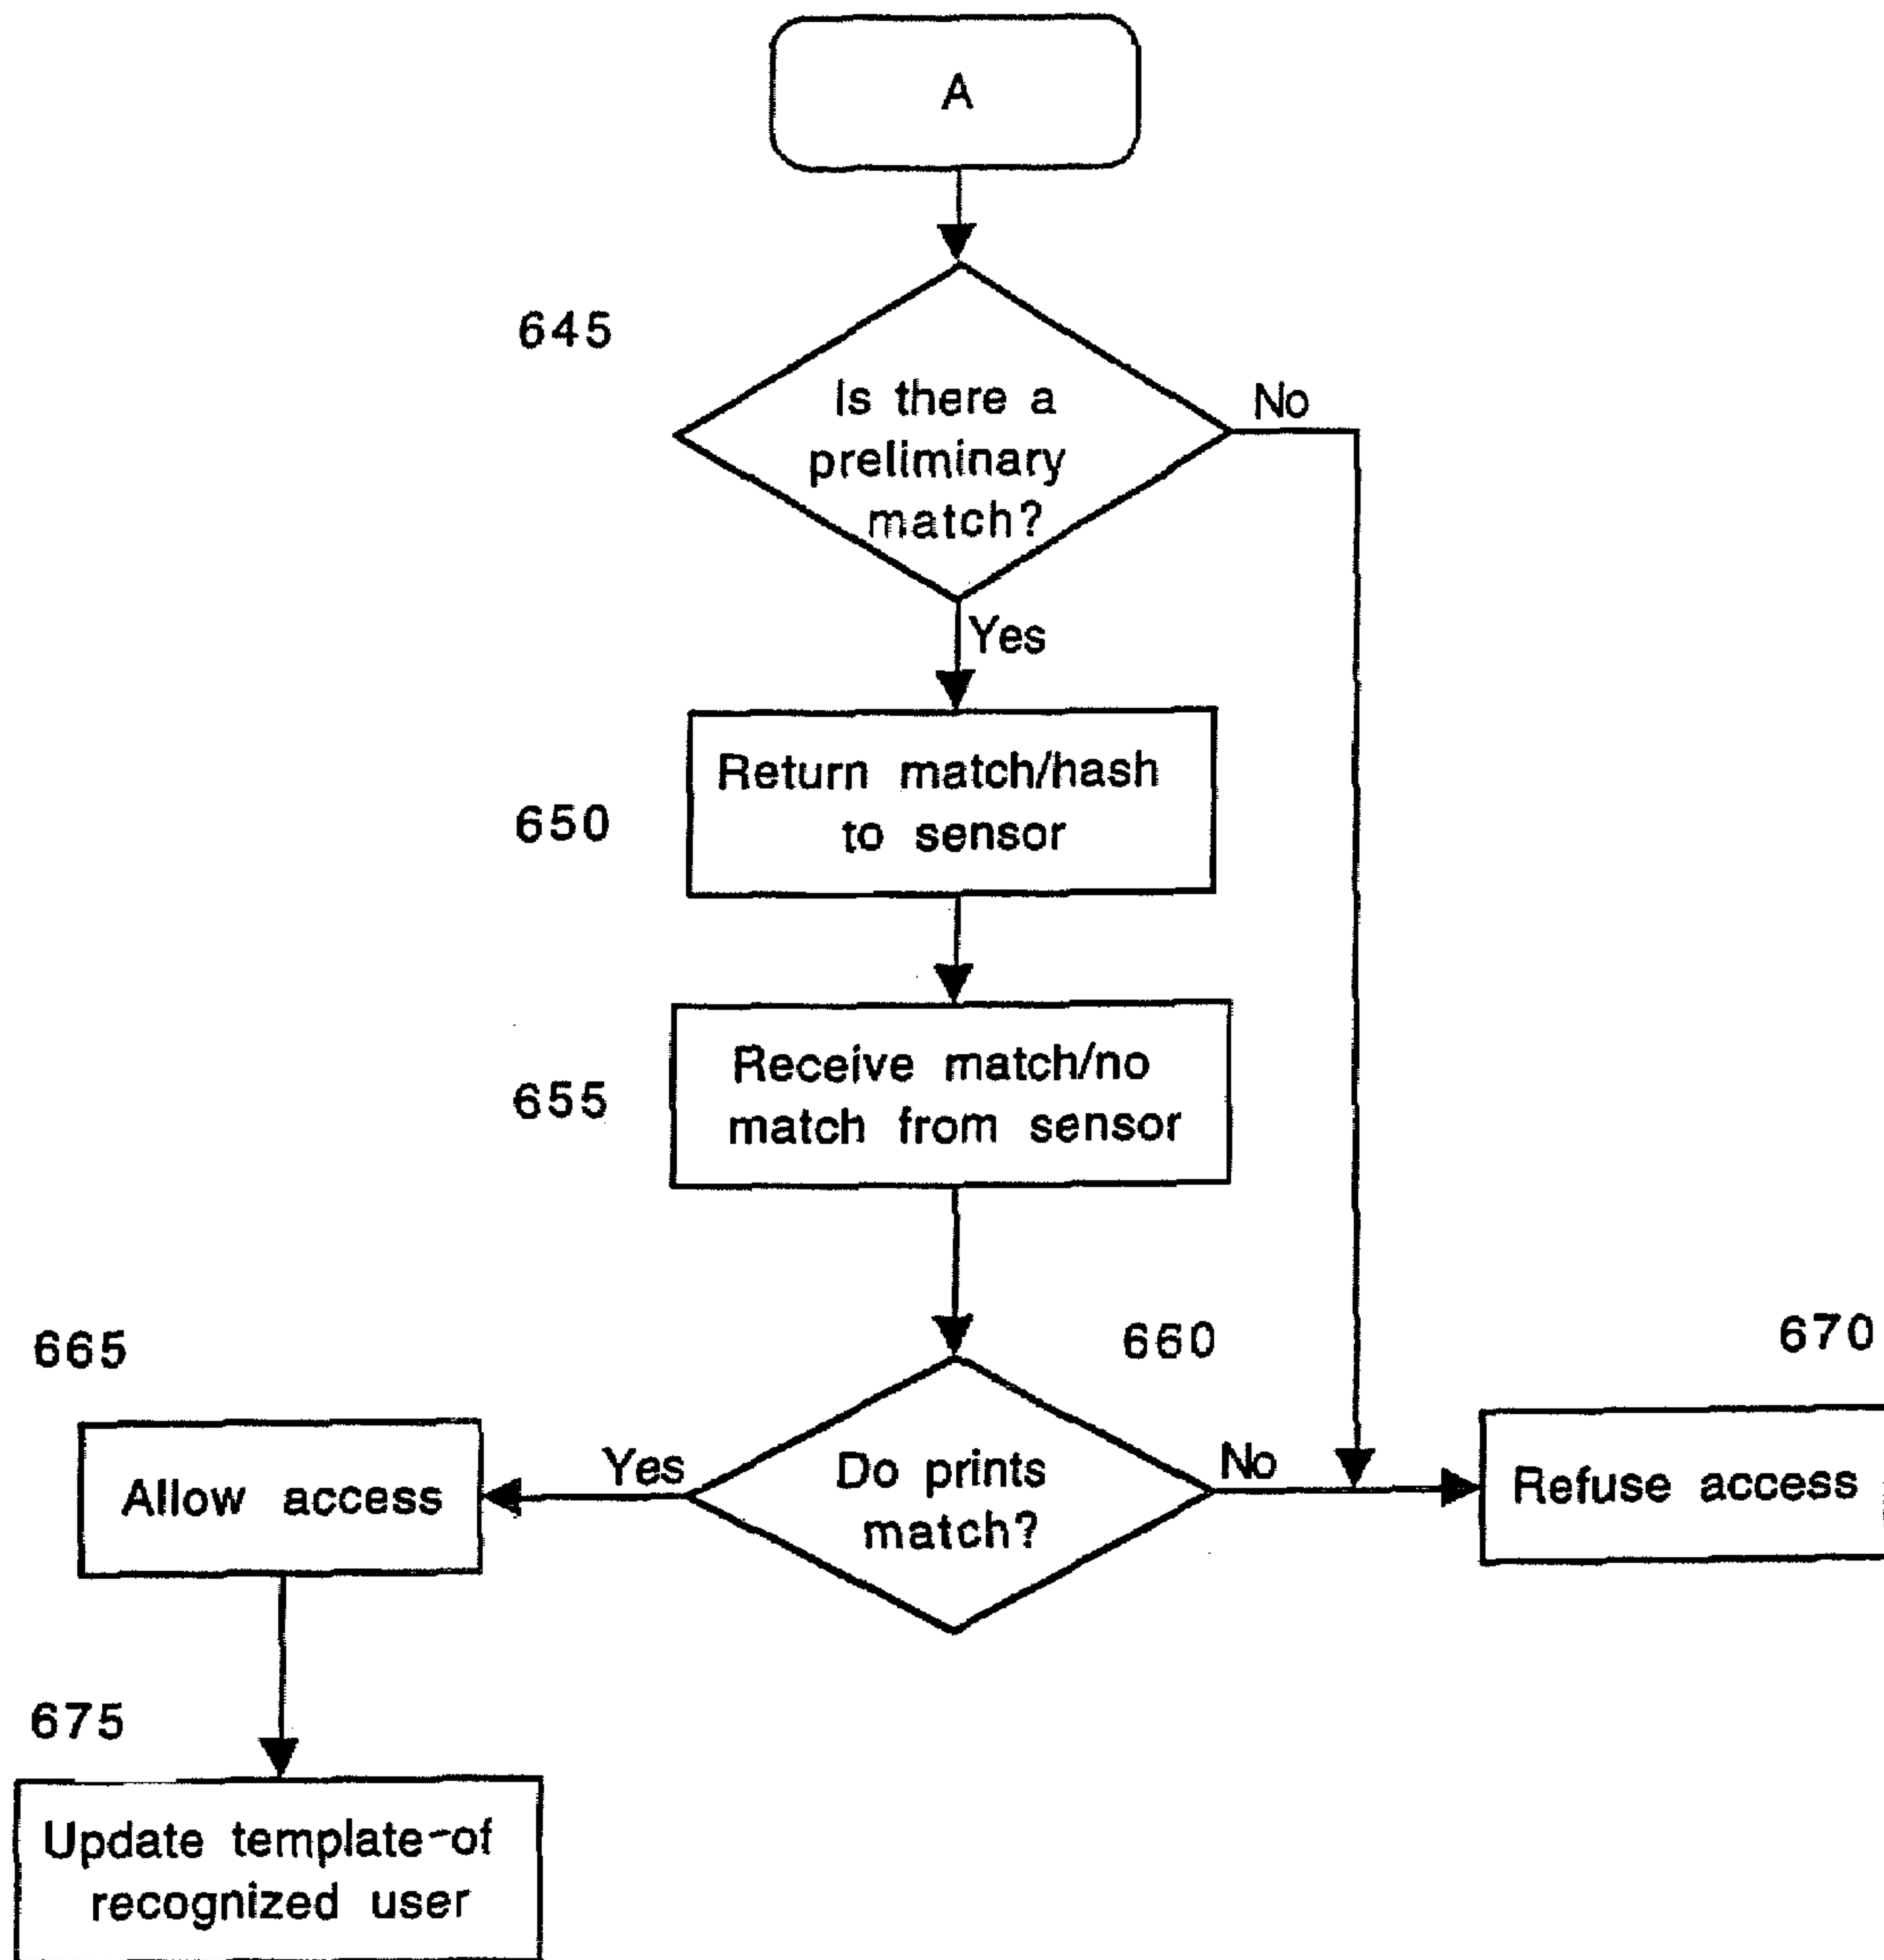 A
645
Is there a
preliminary
match?
No
Yes
650
Return match/hash
to sensor
655
Receive match/no
match from sensor
660
665
670
Allow access
Yes
Do prints
match?
No
Refuse access
675
Update template-of
recognized user